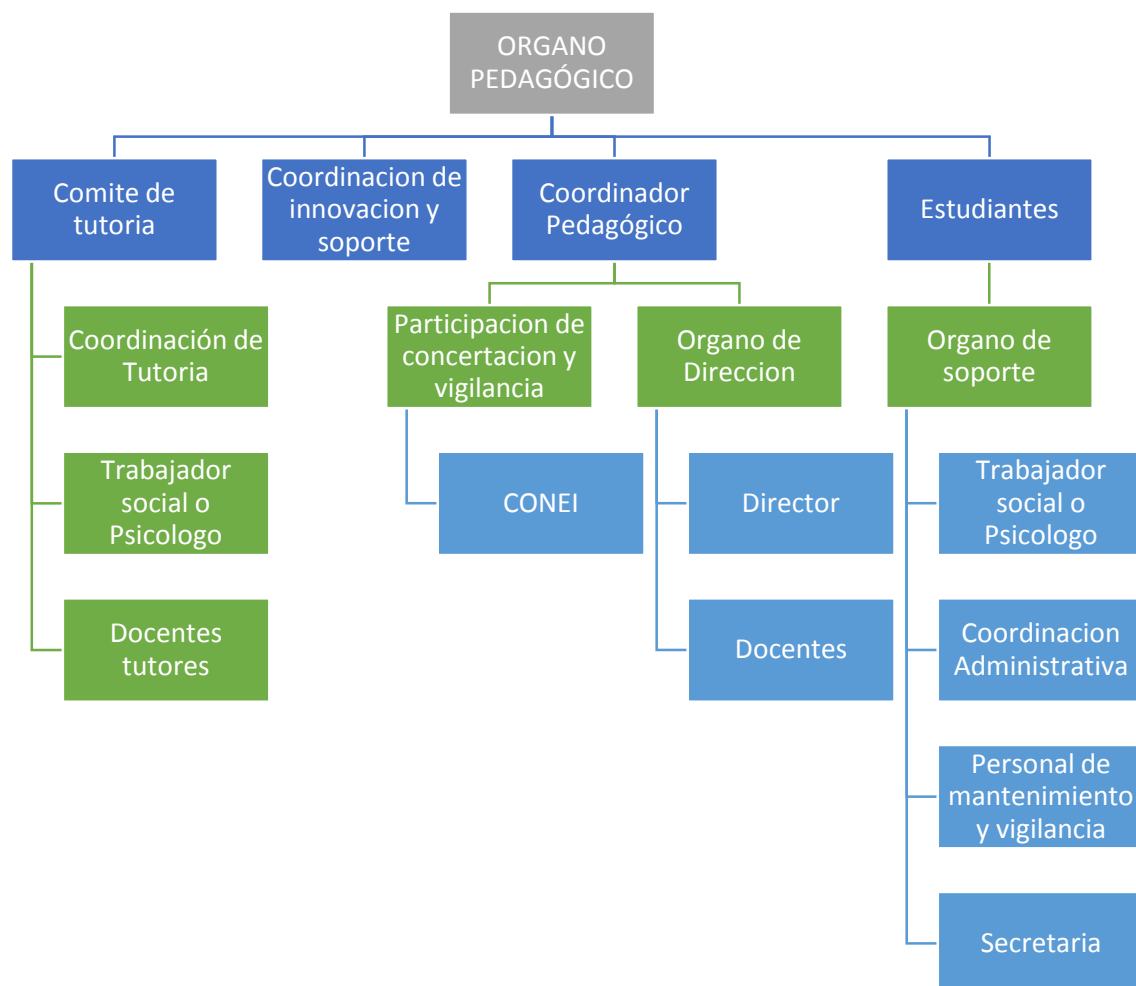 ORGANO
PEDAGÓGICO
Comite de
tutoria
Coordinacion de
innovacion y
soporte
Coordinador
Pedagógico
Estudiantes
Coordinación de
Tutoria
Participacion de
concertacion y
vigilancia
Organo de
Direccion
Organo de
soporte
Trabajador
social o
Psicologo
CONEI
Director
Trabajador
social o
Psicologo
Docentes
tutores
Docentes
Coordinacion
Administrativa
Personal de
mantenimiento
y vigilancia
Secretaria